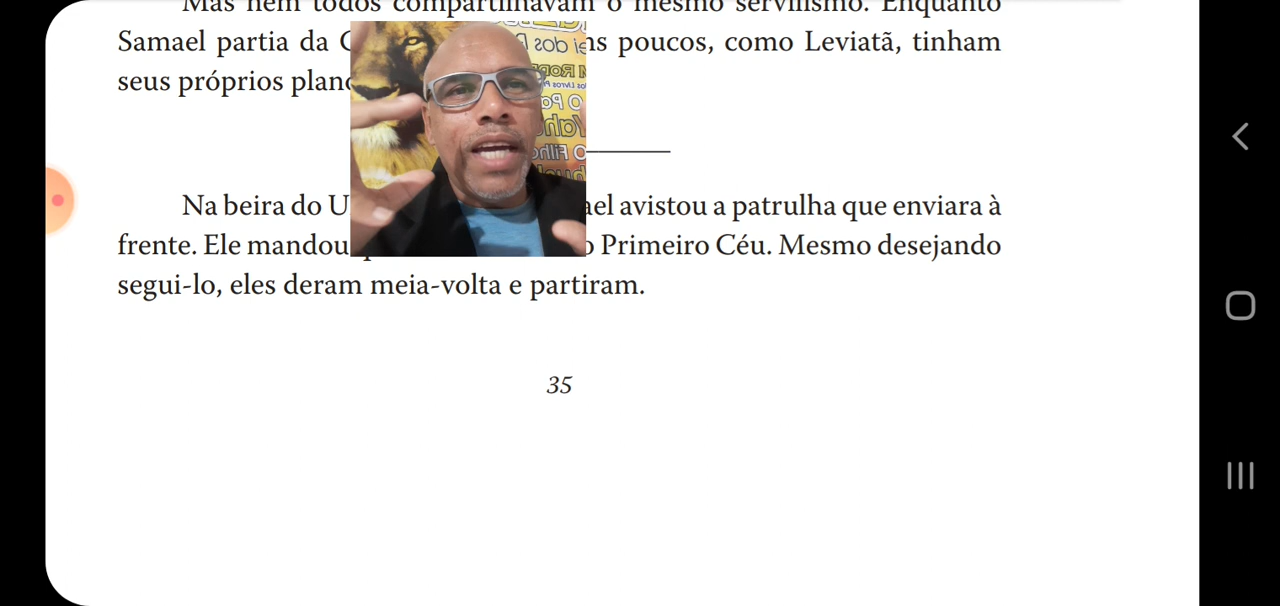 Mas nem todos compartilhavam o mesmo servilismo. Enquanto
Samael partia da poucos, como Leviatã, tinham
seus próprios
Na beira do avistou a patrulha que enviara à
frente. Ele mandou Primeiro Céu. Mesmo desejando
segui-lo, eles deram meia-volta e partiram.
35